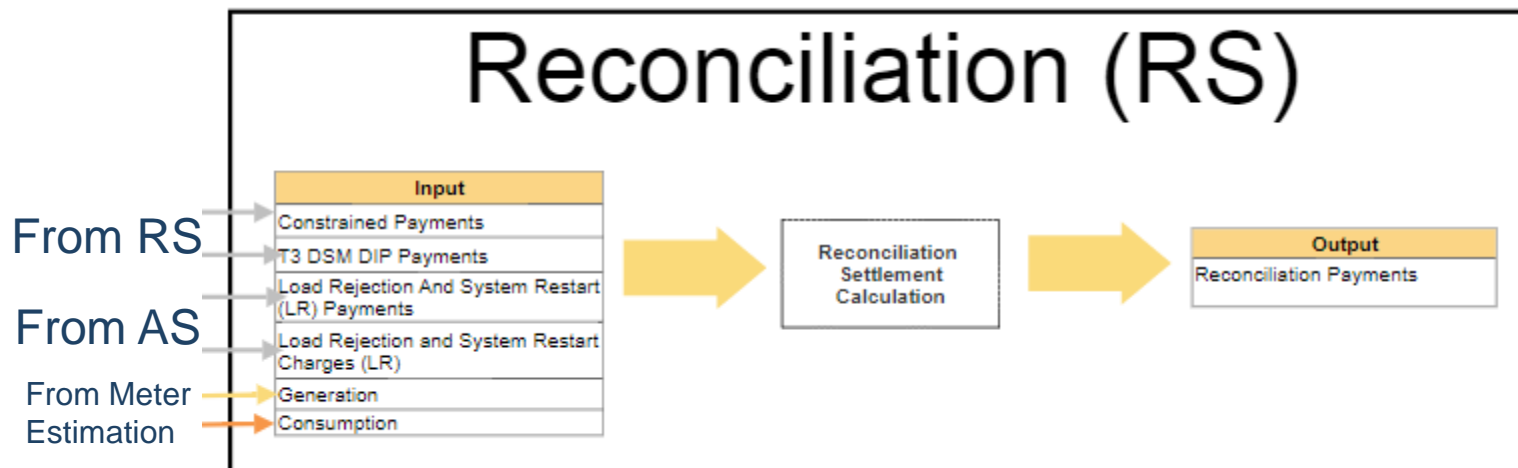 Reconciliation (RS)
From RS
From AS
From Meter
Estimation
Input
Constrained Payments
T3 DSM DIP Payments
Load Rejection And System Restart
(LR) Payments
Load Rejection and System Restart
Charges (LR)
Generation
Consumption
Reconciliation
Settlement
Calculation
Output
Reconciliation Payments